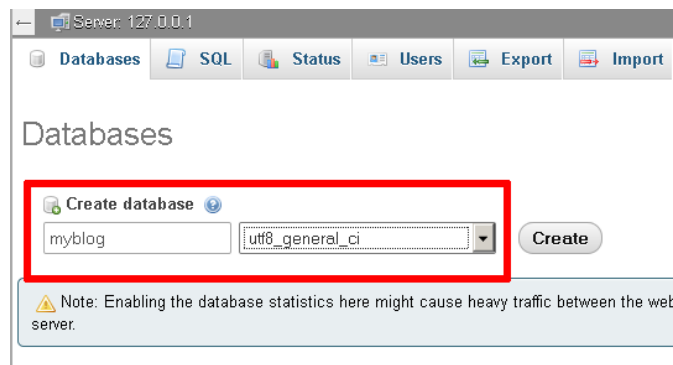 Server: 127.0.0.1
Databases SQL Status Users Export Import
Databases
Create database
myblog utf8_general_ci Create
Note: Enabling the database statistics here might cause heavy traffic between the web
server.